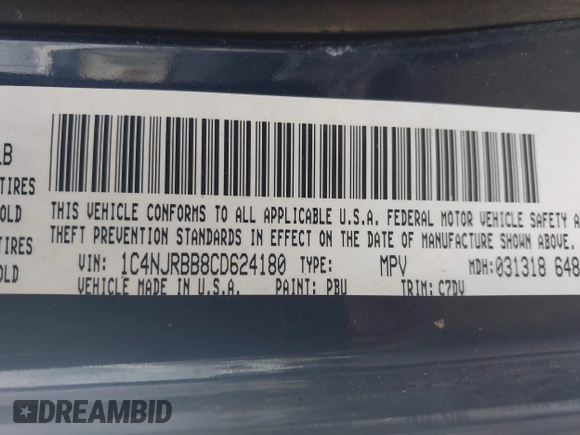 LB
TIRES
OLD
TIRES
OLD
THIS VEHICLE CONFORMS TO ALL APPLICABLE U.S.A. FEDERAL MOTOR VEHICLE SAFETY A
THEFT PREVENTION STANDARDS IN EFFECT ON THE DATE OF MANUFACTURE SHOWN ABOVE.
VIN: 1C4NJRBB8CD624180 TYPE: MPV MDH:031318 648
VEHICLE MADE IN U.S.A. PAINT: PBU TRIM: C7DV
DREAMBID